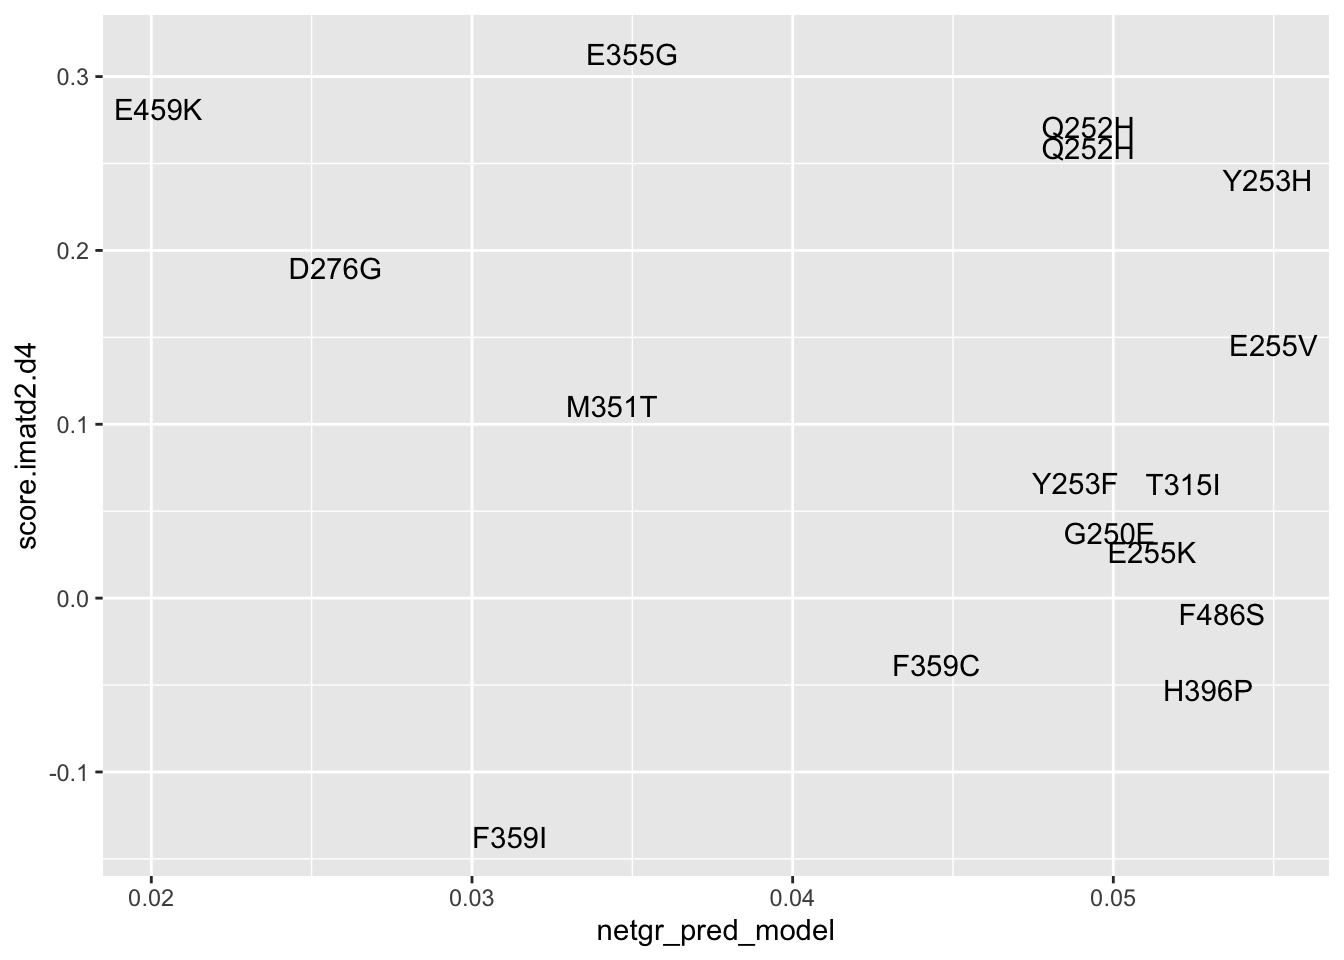 E355G
0.3
E459K
Q252H
Q252H
Y253H
0.2
D276G
E255V
M351T
0.1
Y253F T315I
G250E
E255K
0.0
F486S
F359C
H396P
-0.1
F359I
score.imatd2.d4
0.02 0.03 0.04 0.05
netgr_pred_model